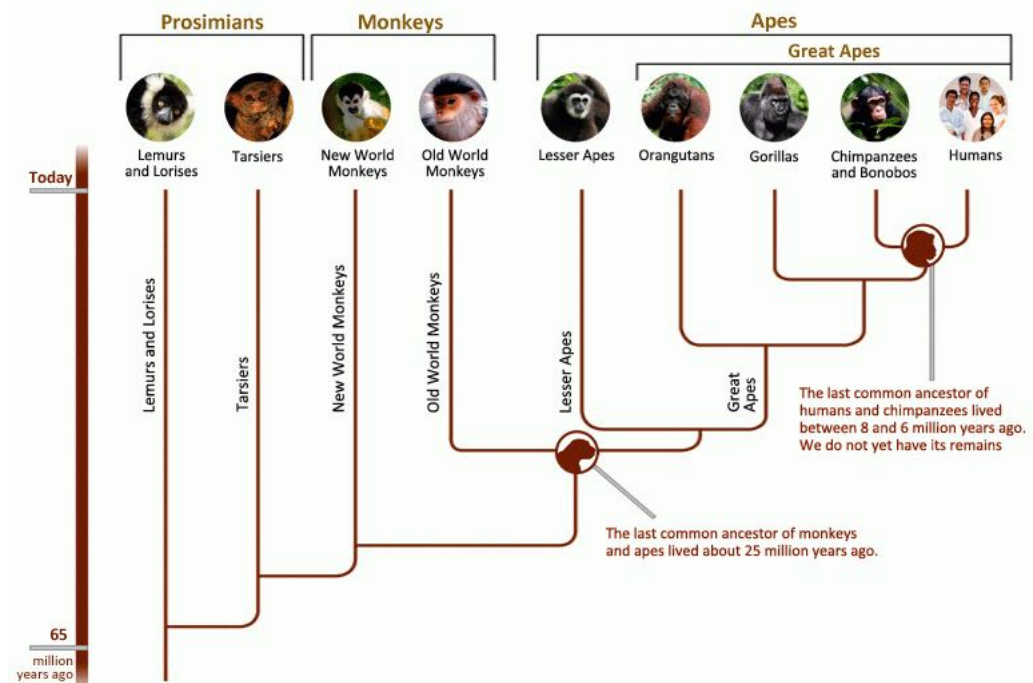 Prosimians
Monkeys
Apes
Great Apes
Lemurs
and Lorises
Tarsiers
New World
Monkeys
Old World
Monkeys
Lesser Apes
Orangutans
Gorillas
Chimpanzees
and Bonobos
Humans
Today
Lemurs and Lorises
Tarsiers
New World Monkeys
Old World Monkeys
Lesser Apes
Great
Apes
The last common ancestor of
humans and chimpanzees lived
between 8 and 6 million years ago.
We do not yet have its remains
The last common ancestor of monkeys
and apes lived about 25 million years ago.
65
million
years ago